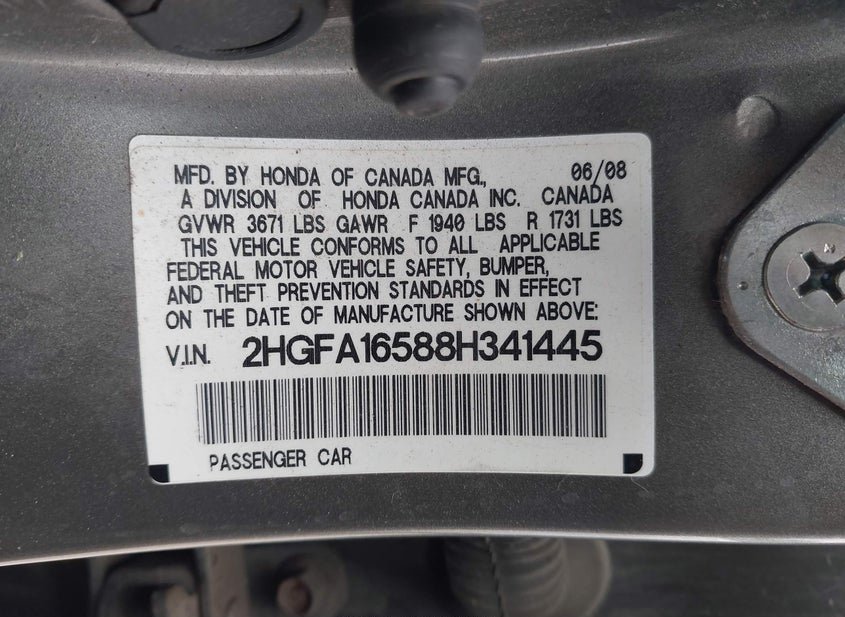 MFD. BY HONDA OF CANADA MFG., 06/08
A DIVISION OF HONDA CANADA INC. CANADA
GVWR 3671 LBS GAWR F 1940 LBS R 1731 LBS
THIS VEHICLE CONFORMS TO ALL APPLICABLE
FEDERAL MOTOR VEHICLE SAFETY, BUMPER,
AND THEFT PREVENTION STANDARDS IN EFFECT
ON THE DATE OF MANUFACTURE SHOWN ABOVE:
V.I.N. 2HGFA16588H341445
PASSENGER CAR